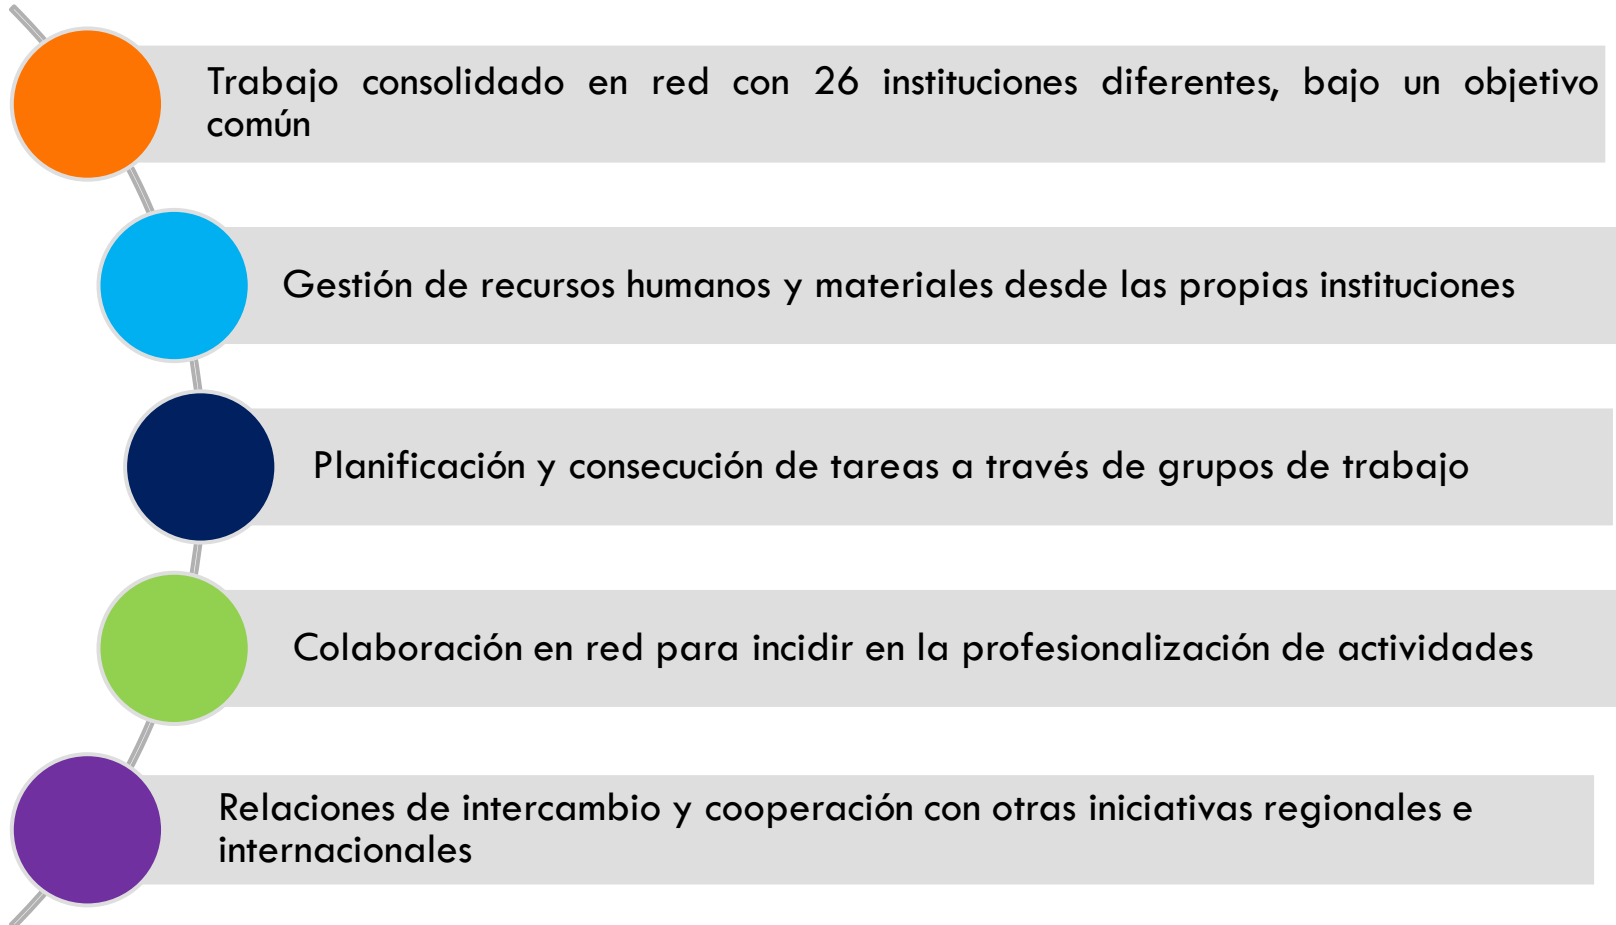 Trabajo consolidado en red con 26 instituciones diferentes, bajo un objetivo
común
Gestión de recursos humanos y materiales desde las propias instituciones
Planificación y consecución de tareas a través de grupos de trabajo
Colaboración en red para incidir en la profesionalización de actividades
Relaciones de intercambio y cooperación con otras iniciativas regionales e
internacionales